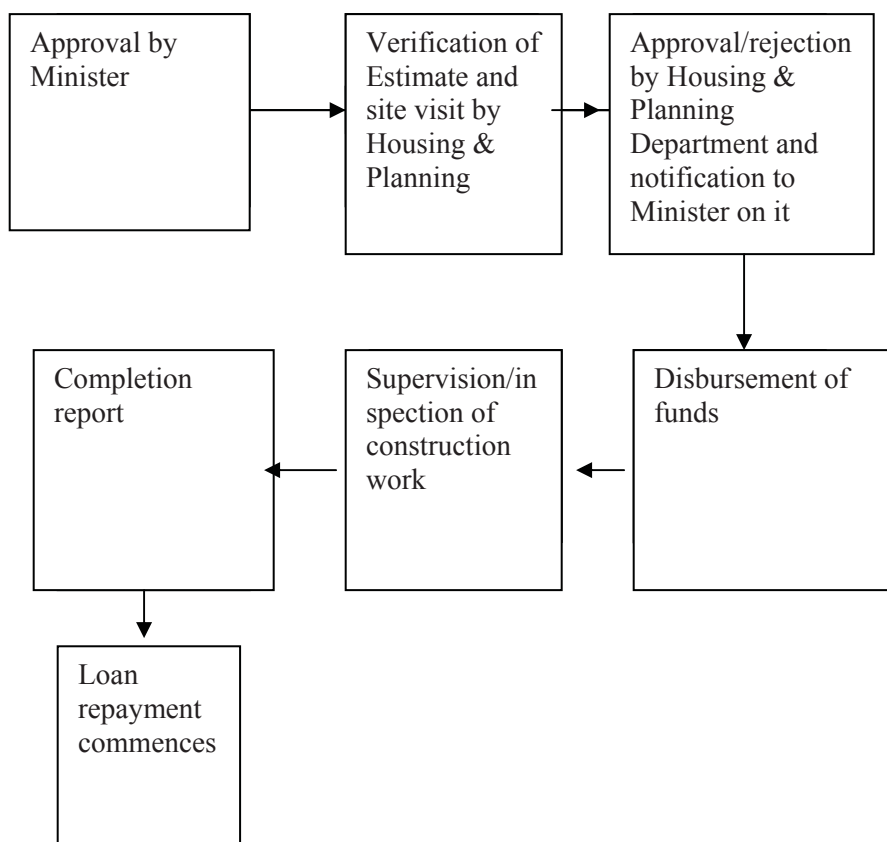 Approval by
Minister
Verification of
Estimate and
site visit by
Housing &
Planning
Approval/rejection
by Housing &
Planning
Department and
notification to
Minister on it
Disbursement of
funds
Supervision/in
spection of
construction
work
Completion
report
Loan
repayment
commences